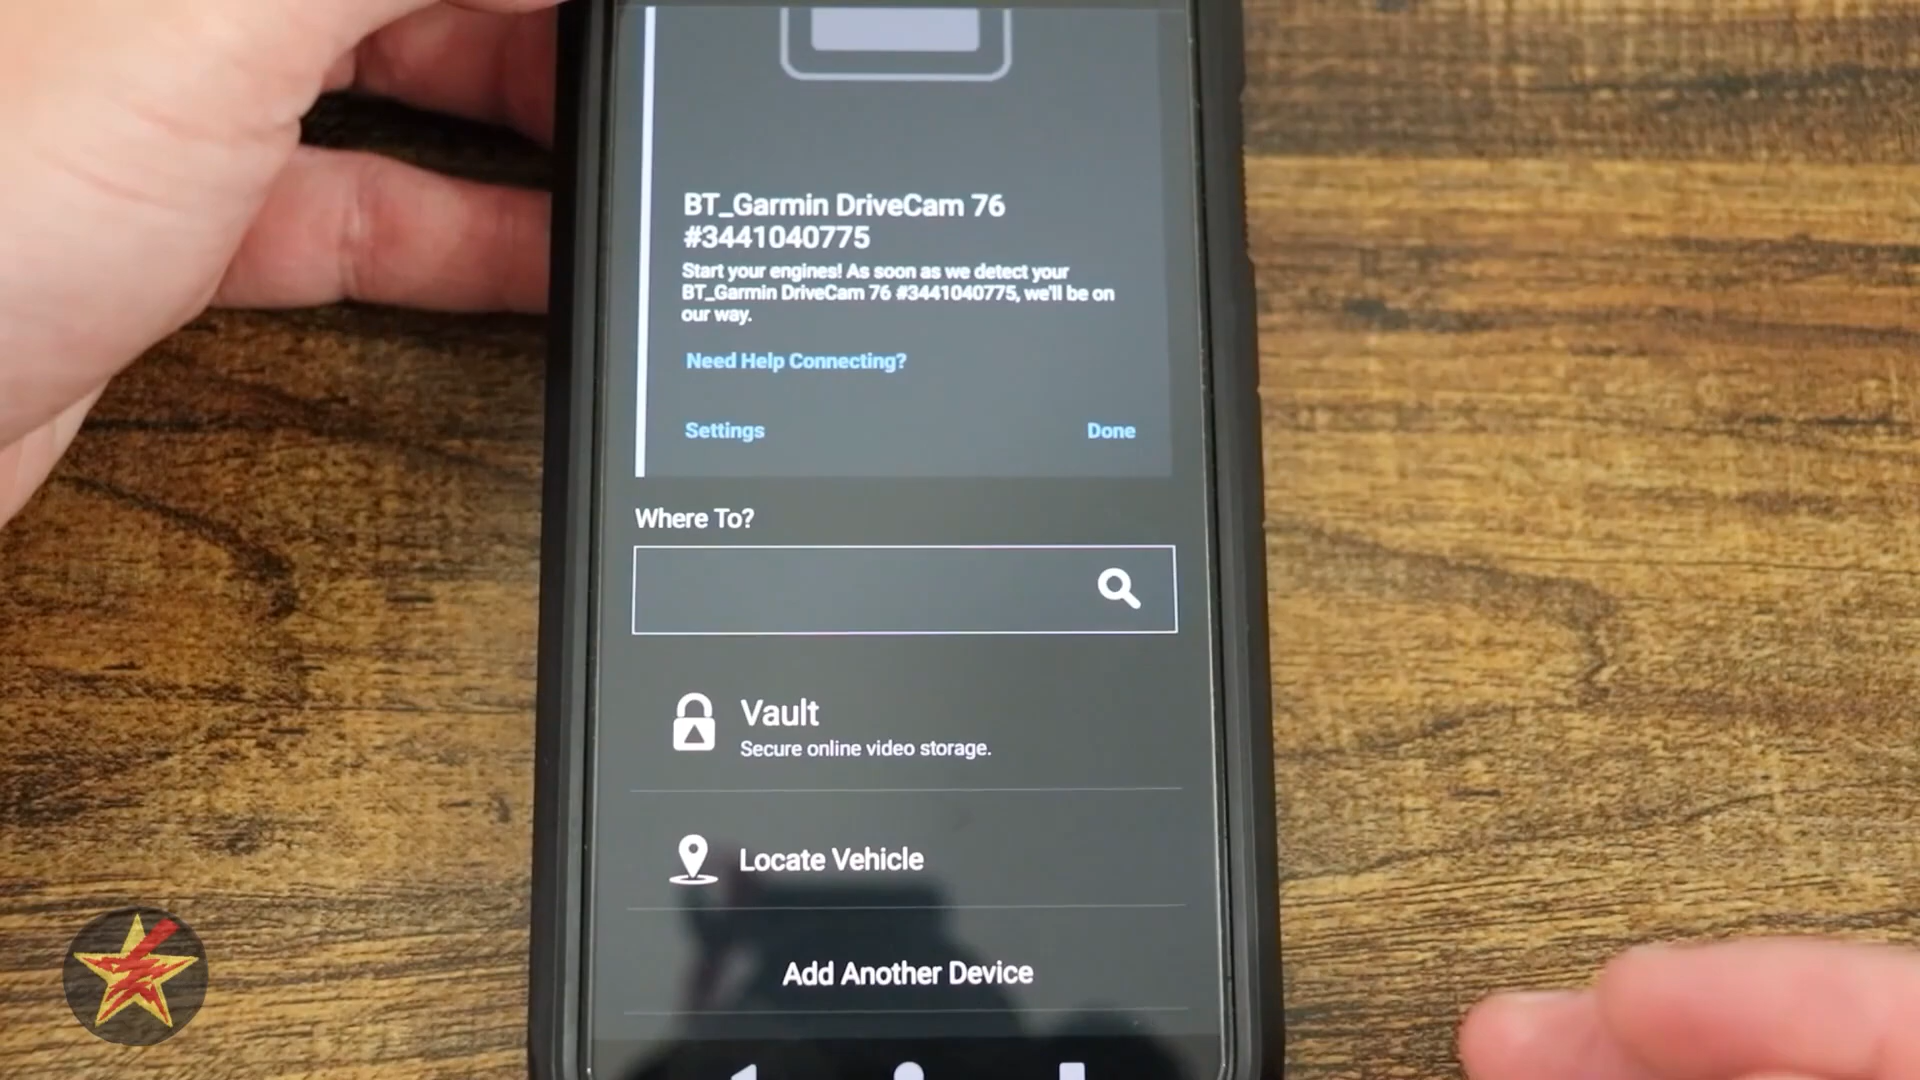 BT_Garmin DriveCam 76
#3441040775
Start your engines! As soon as we detect your
BT_Garmin DriveCam 76 #3441040775, we'll be on
our way.
Need Help Connecting?
Settings
Done
Where To?
Vault
Secure online video storage.
Locate Vehicle
Add Another Device